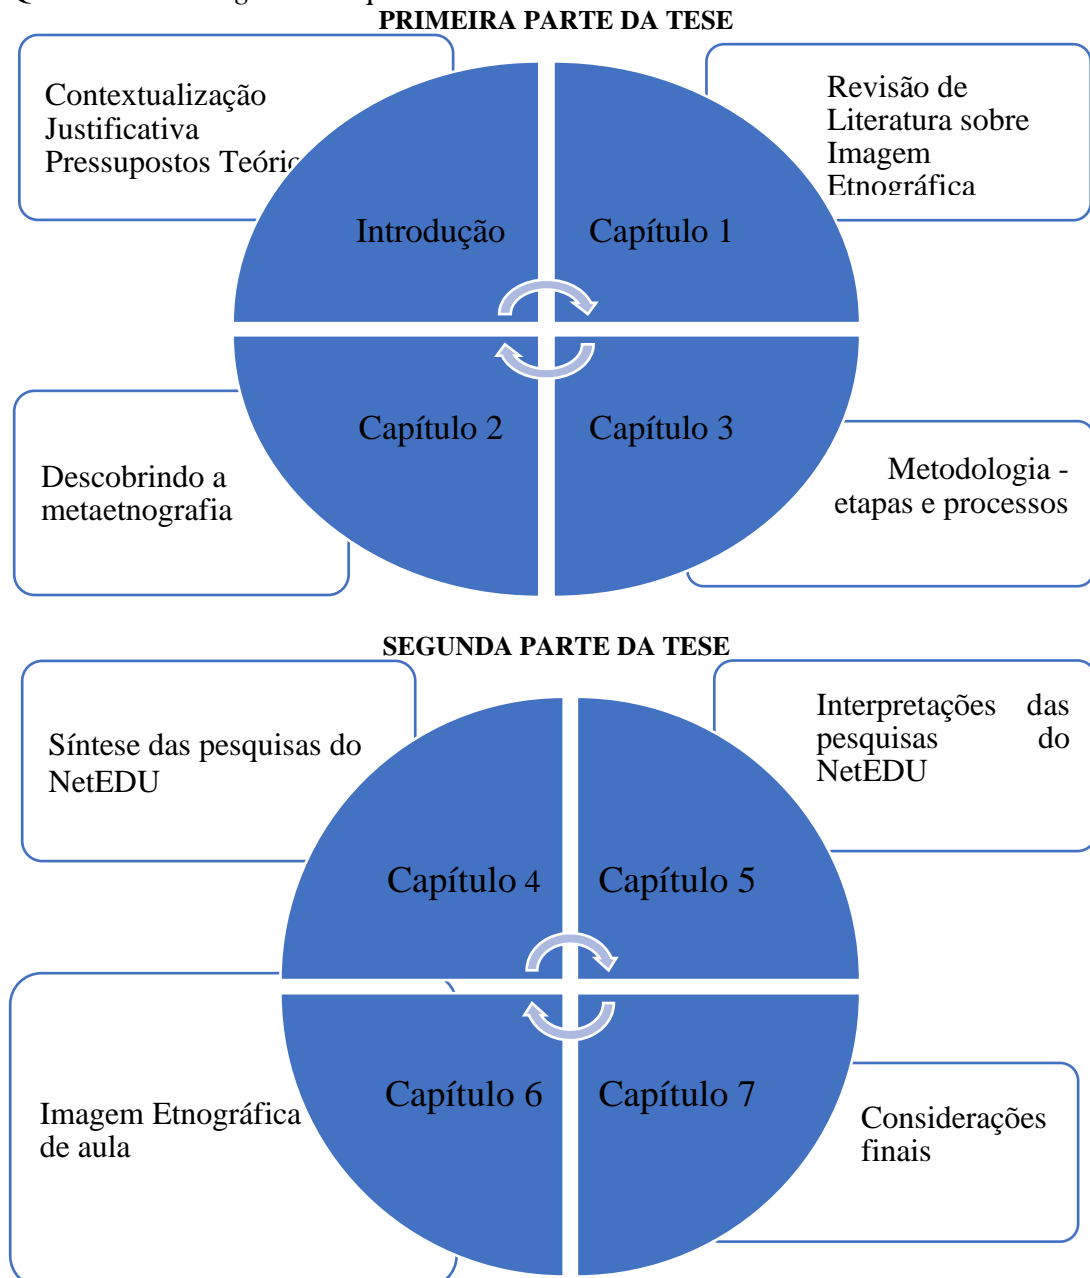 PRIMEIRA PARTE DA TESE
Contextualização
Justificativa
Pressupostos
Introdução
Revisão de
Literatura sobre
Imagem
Etnográfica
Capítulo 1
Descobrindo a
metaetnografia
Capítulo 2
Capítulo 3
Metodologia -
etapas e processos
SEGUNDA PARTE DA TESE
Síntese das pesquisas do
NetEDU
Capítulo 4
Interpretações das
pesquisas do
NetEDU
Capítulo 5
Imagem Etnográfica
de aula
Capítulo 6
Capítulo 7
Considerações
finais